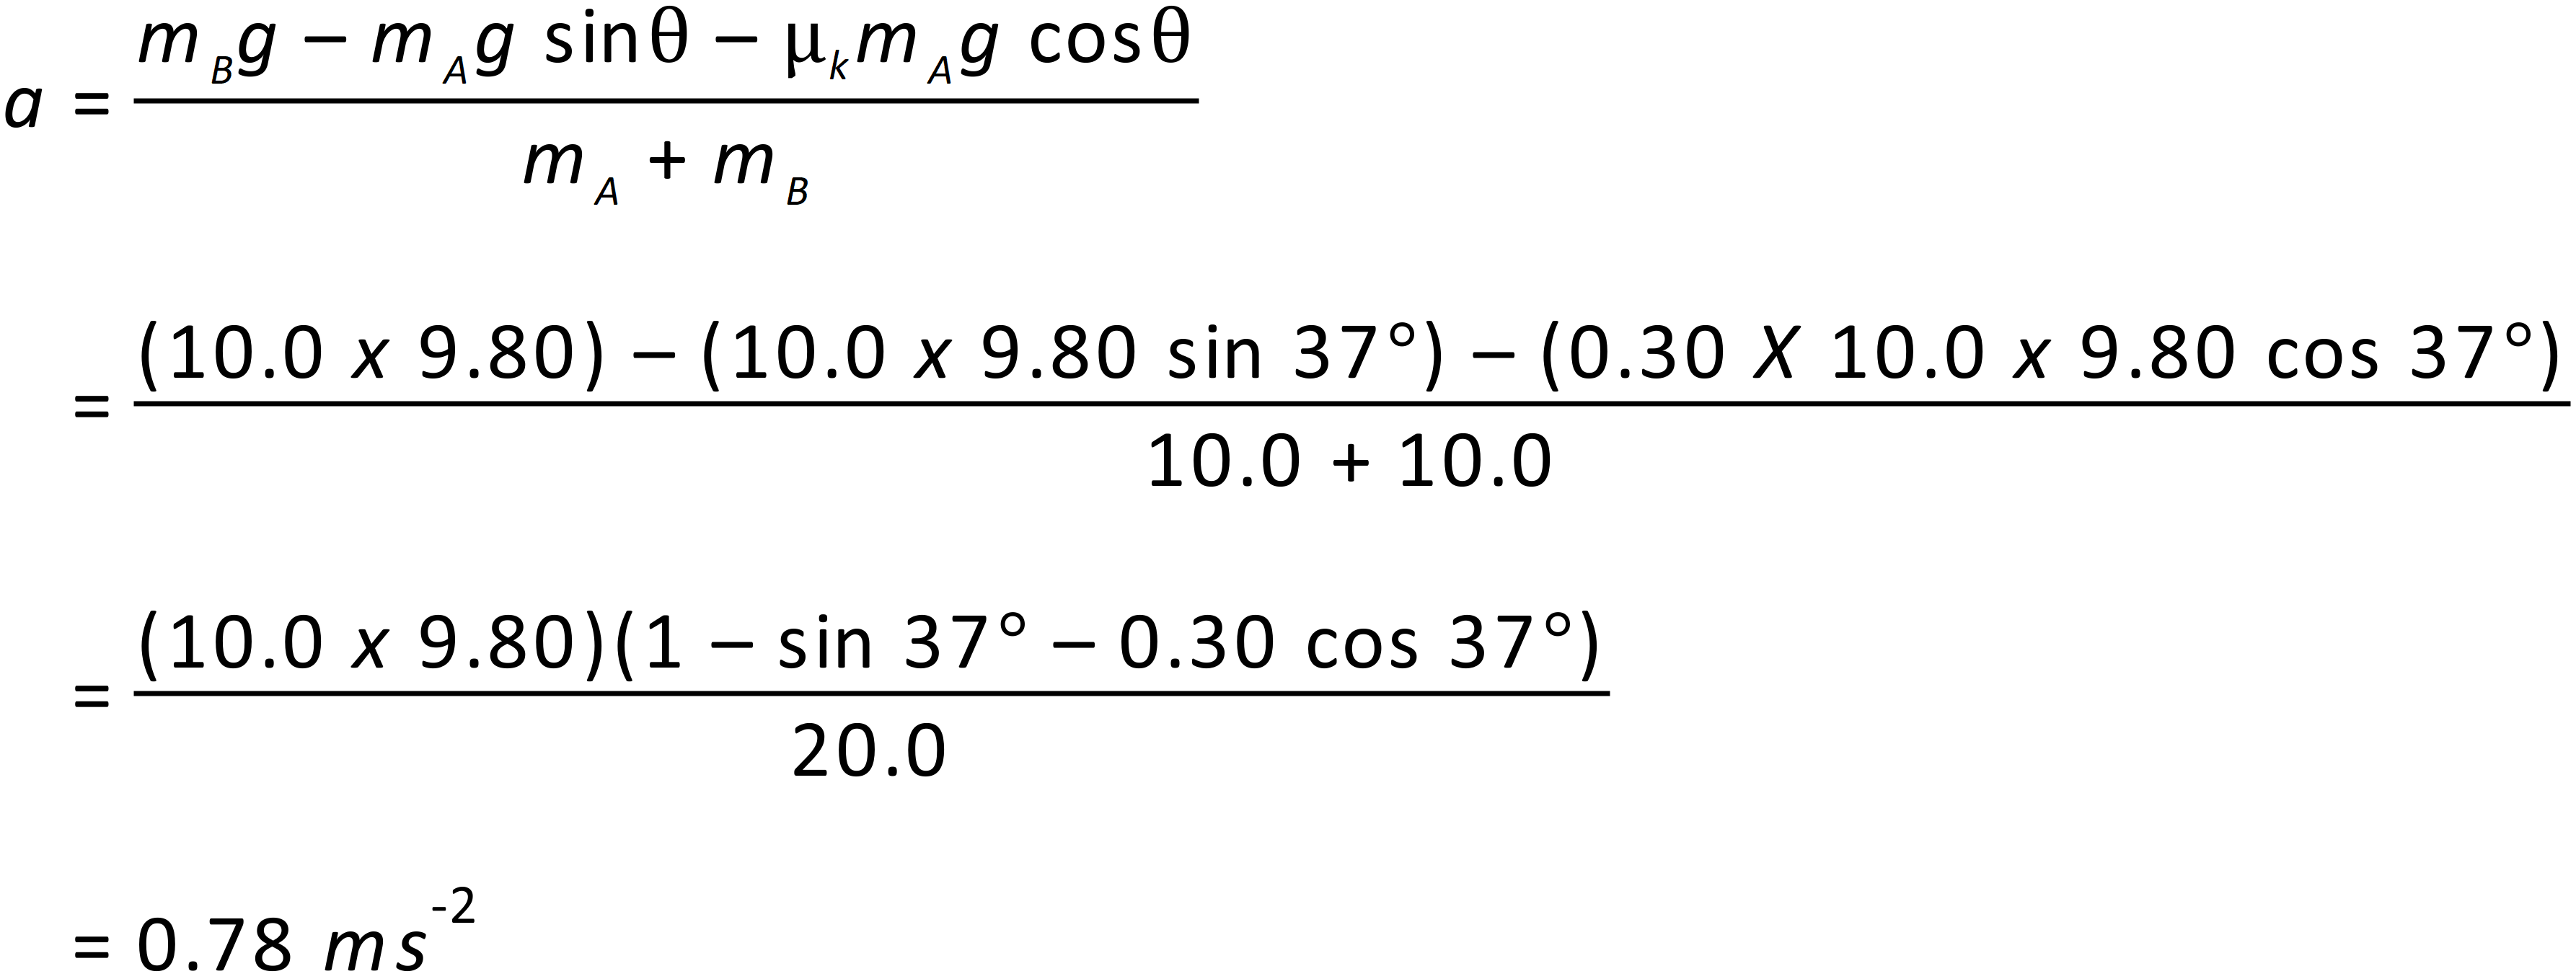 a = (m_B g – m_A g sinθ – μ_k m_A g cosθ) / (m_A + m_B)
= ((10.0 x 9.80) – (10.0 x 9.80 sin 37°) – (0.30 X 10.0 x 9.80 cos 37°)) / (10.0 + 10.0)
= ((10.0 x 9.80)(1 – sin 37° – 0.30 cos 37°)) / 20.0
= 0.78 ms^-2